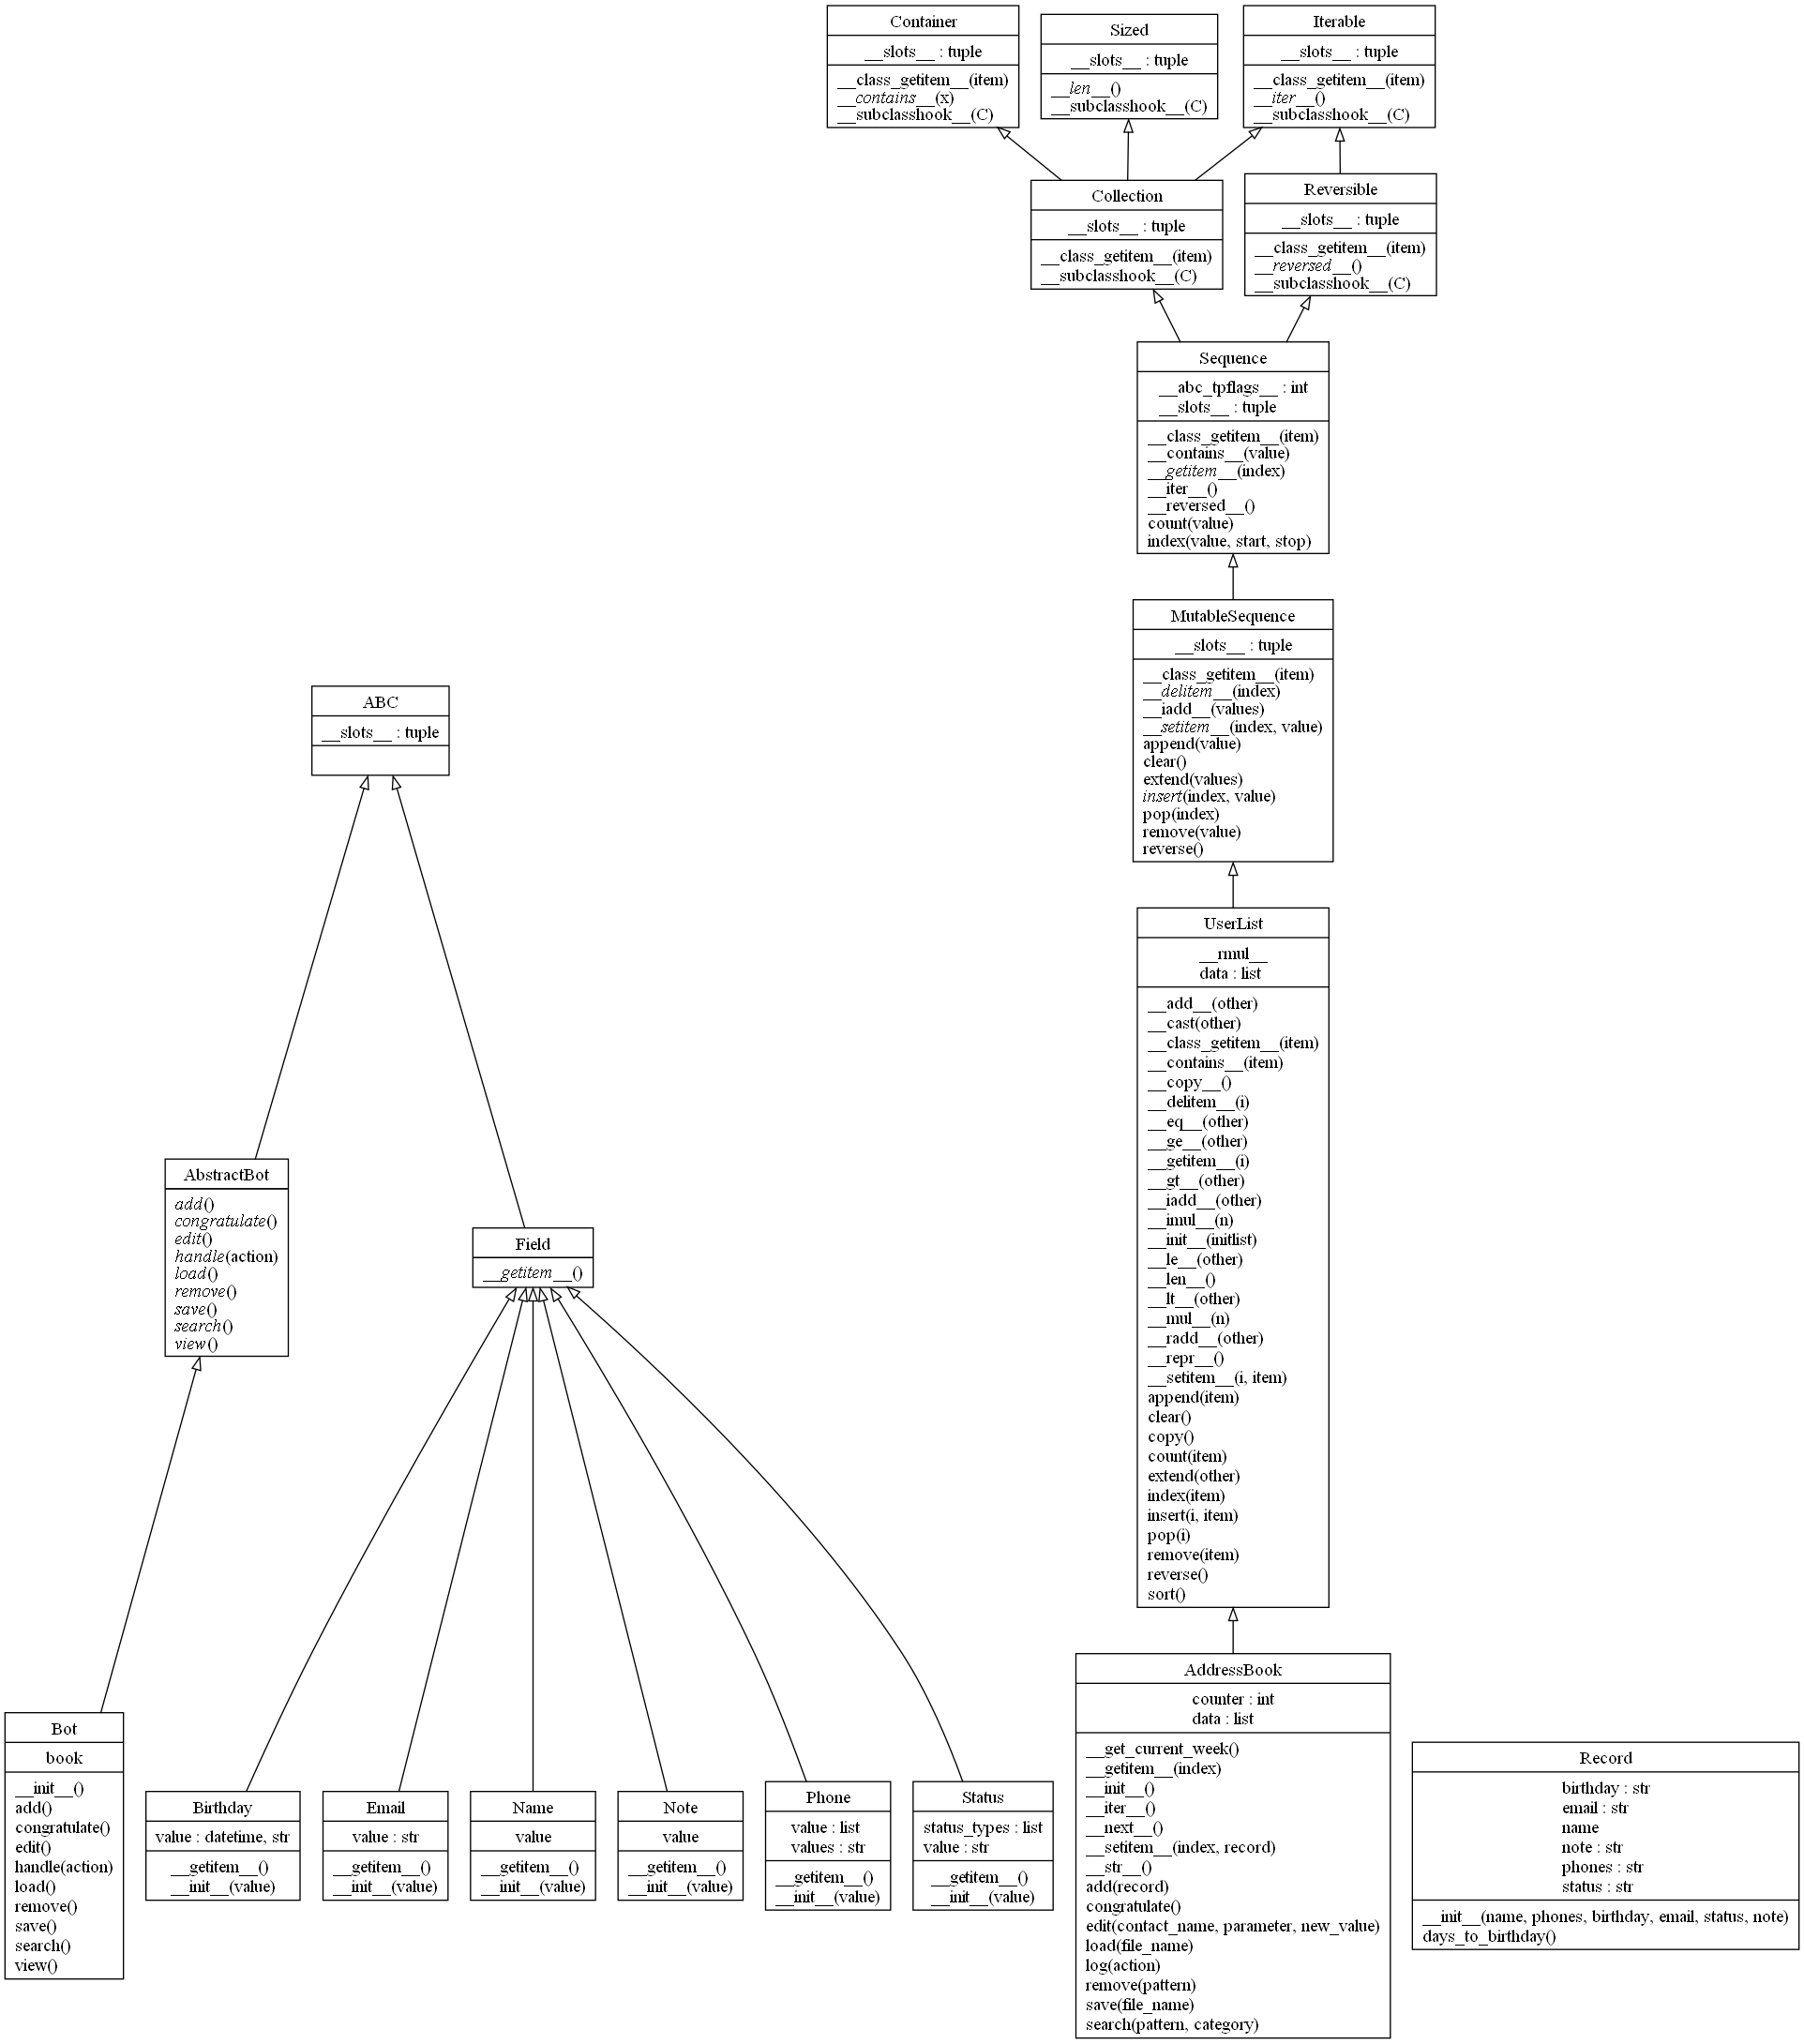 Container
__slots__ : tuple
__class_getitem__(item)
__contains__(x)
__subclasshook__(C)
Sized
__slots__ : tuple
__len__()
__subclasshook__(C)
Iterable
__slots__ : tuple
__class_getitem__(item)
__iter__()
__subclasshook__(C)
Collection
__slots__ : tuple
__class_getitem__(item)
__subclasshook__(C)
Reversible
__slots__ : tuple
__class_getitem__(item)
__reversed__()
__subclasshook__(C)
Sequence
__abc_tpflags__ : int
__slots__ : tuple
__class_getitem__(item)
__contains__(value)
__getitem__(index)
__iter__()
__reversed__()
count(value)
index(value, start, stop)
MutableSequence
__slots__ : tuple
__class_getitem__(item)
__delitem__(index)
__iadd__(values)
__setitem__(index, value)
append(value)
clear()
extend(values)
insert(index, value)
pop(index)
remove(value)
reverse()
ABC
__slots__ : tuple
UserList
__rmul__
data : list
__add__(other)
__cast(other)
__class_getitem__(item)
__contains__(item)
__copy__()
__delitem__(i)
__eq__(other)
__ge__(other)
__getitem__(i)
__gt__(other)
__iadd__(other)
__imul__(n)
__init__(initlist)
__le__(other)
__len__()
__lt__(other)
__mul__(n)
__radd__(other)
__repr__()
__setitem__(i, item)
append(item)
clear()
copy()
count(item)
extend(other)
index(item)
insert(i, item)
pop(i)
remove(item)
reverse()
sort()
AbstractBot
add()
congratulate()
edit()
handle(action)
load()
remove()
save()
search()
view()
Field
__getitem__()
Bot
book
__init__()
add()
congratulate()
edit()
handle(action)
load()
remove()
save()
search()
view()
Birthday
value : datetime, str
__getitem__()
__init__(value)
Email
value : str
__getitem__()
__init__(value)
Name
value
__getitem__()
__init__(value)
Note
value
__getitem__()
__init__(value)
Phone
value : list
values : str
__getitem__()
__init__(value)
Status
status_types : list
value : str
__getitem__()
__init__(value)
AddressBook
counter : int
data : list
__get_current_week()
__getitem__(index)
__init__()
__iter__()
__next__()
__setitem__(index, record)
__str__()
add(record)
congratulate()
edit(contact_name, parameter, new_value)
load(file_name)
log(action)
remove(pattern)
save(file_name)
search(pattern, category)
Record
birthday : str
email : str
name
note : str
phones : str
status : str
__init__(name, phones, birthday, email, status, note)
days_to_birthday()